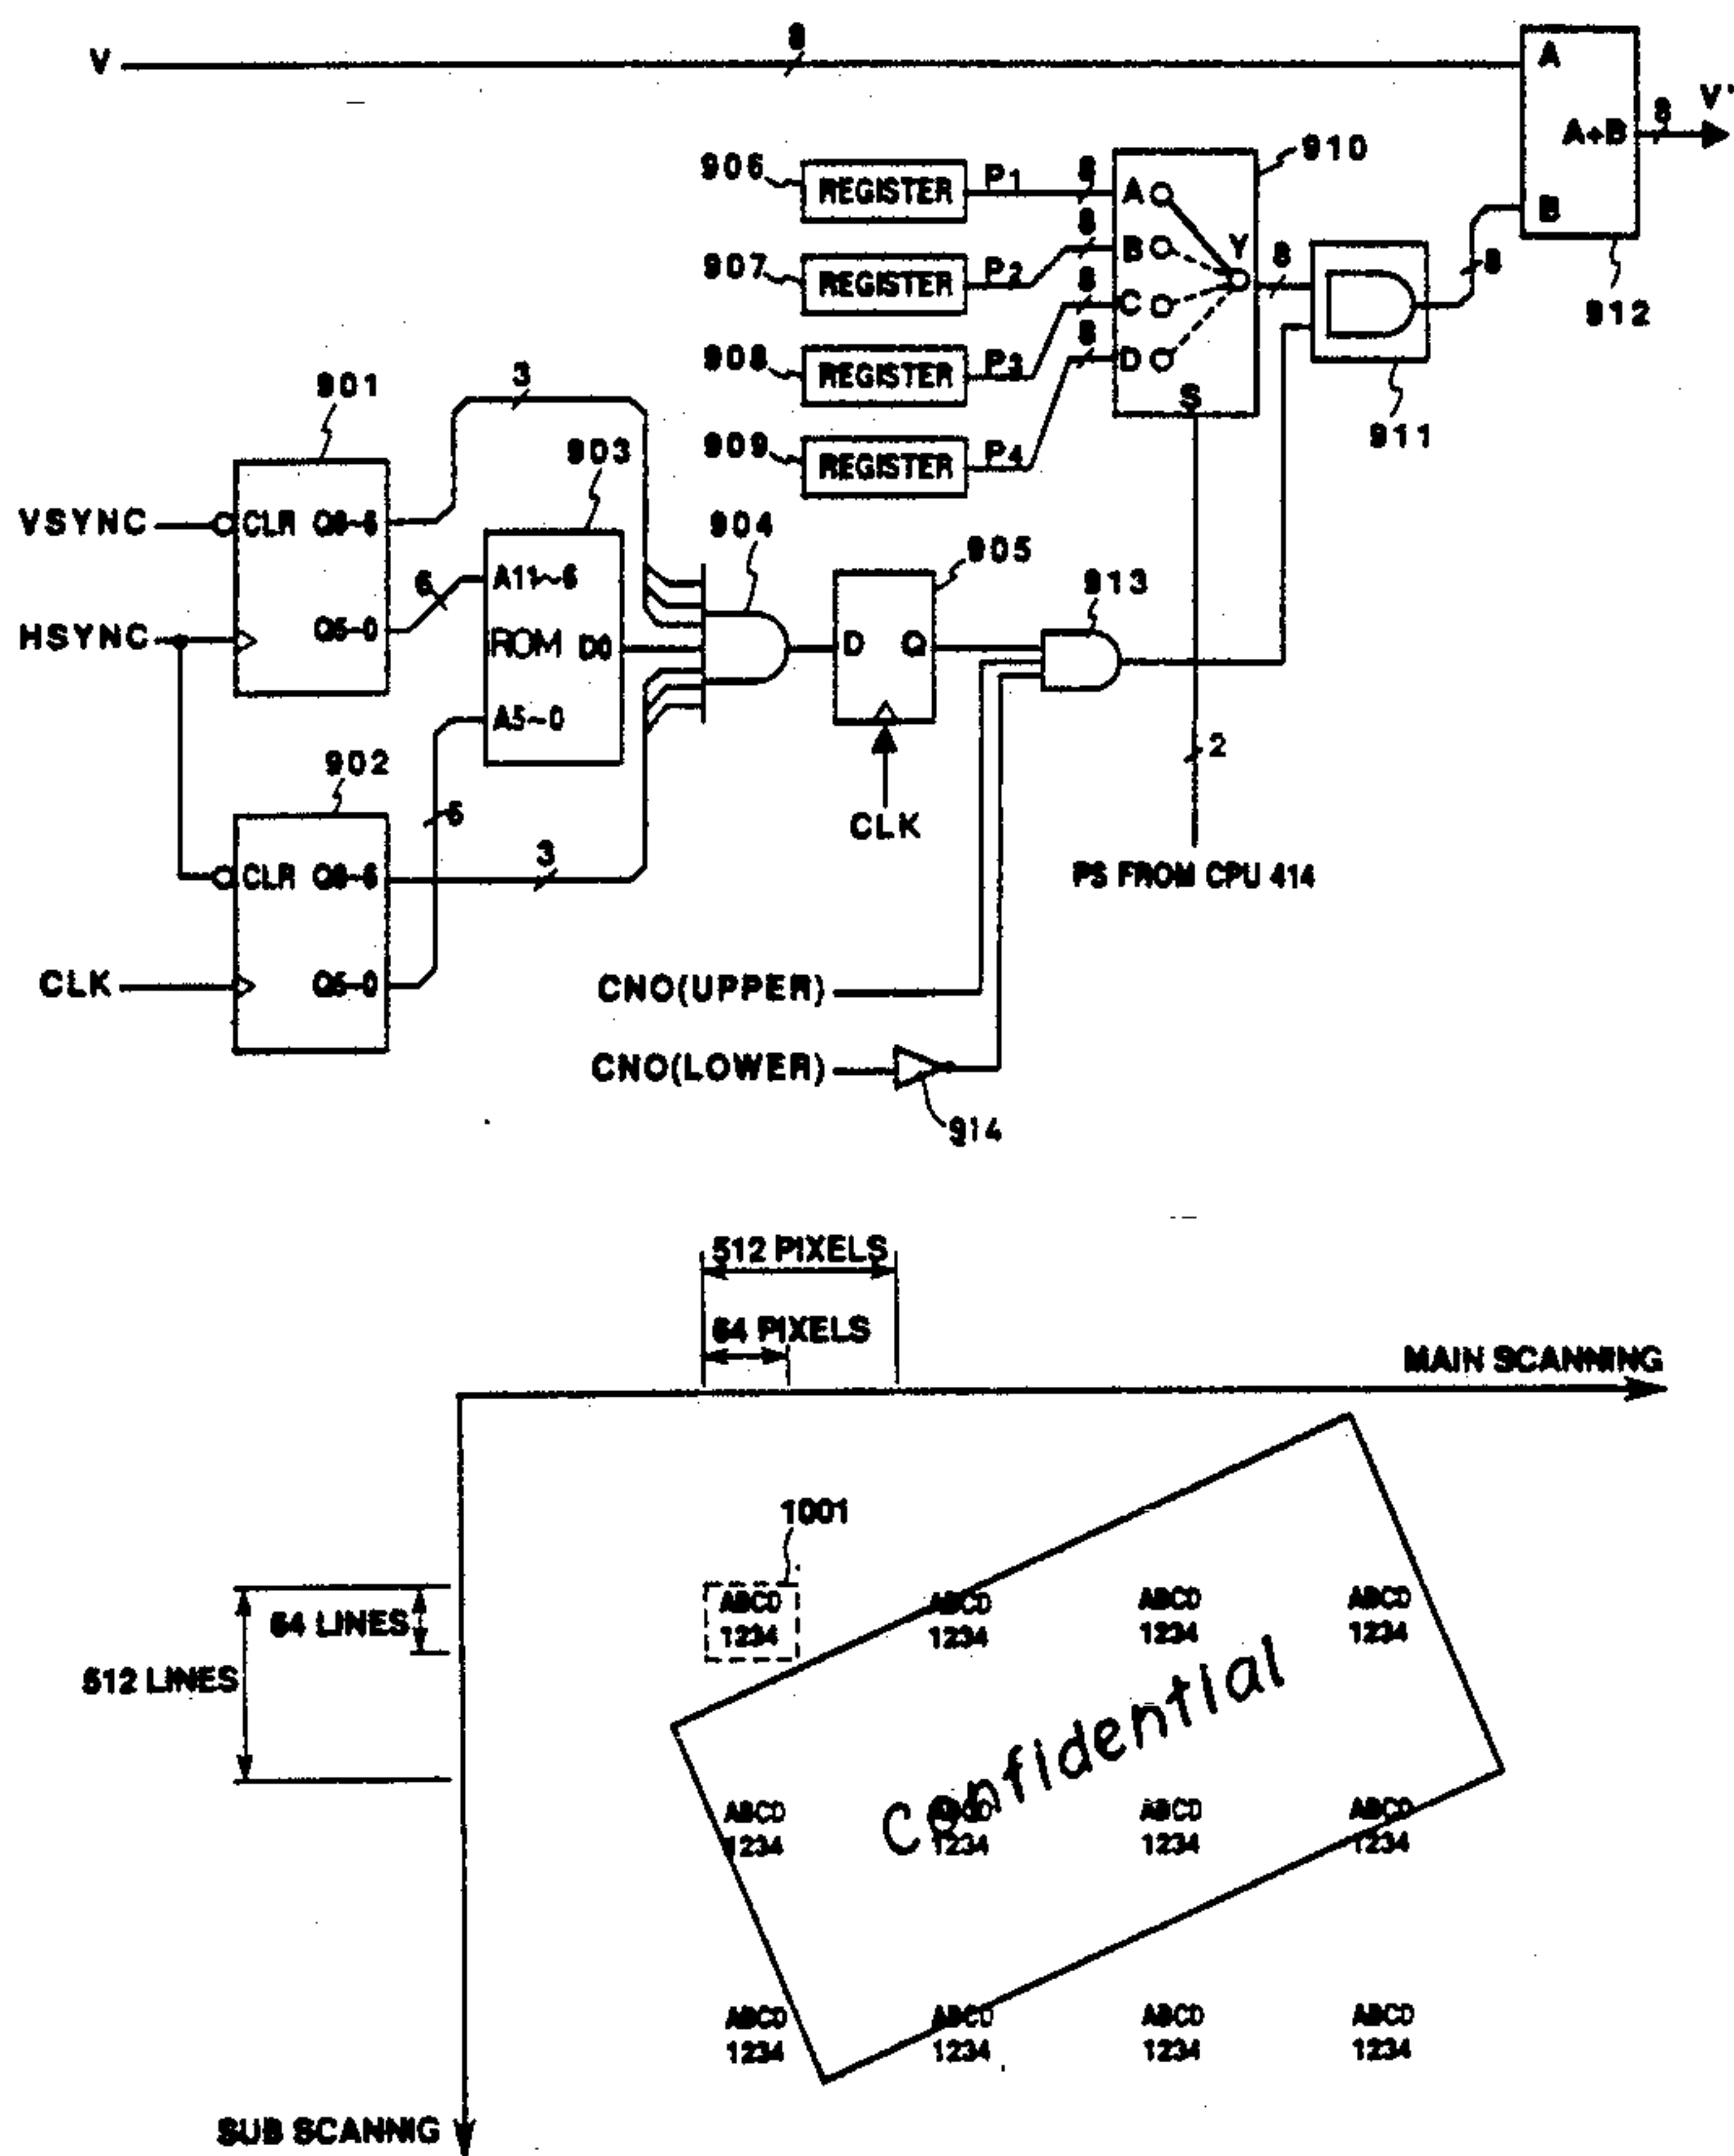 V
8
A
V'
8
A+B
B
8
912
906
REGISTER
P1
8
910
A
907
REGISTER
P2
8
B
Y
8
908
REGISTER
P3
8
C
909
REGISTER
P4
8
D
S
911
901
3
903
904
905
913
VSYNC
CLR
HSYNC
Q5-0
6
A11~6
ROM
D0
A5~0
D
Q
CLK
2
PS FROM CPU 414
902
3
CLR
CLK
Q5-0
CNO(UPPER)
CNO(LOWER)
914
512 PIXELS
64 PIXELS
MAIN SCANNING
1001
64 LINES
512 LINES
ABCD
1234
ABCD
1234
ABCD
1234
ABCD
1234
Confidential
ABCD
1234
ABCD
1234
ABCD
1234
ABCD
1234
ABCD
1234
ABCD
1234
ABCD
1234
ABCD
1234
SUB SCANNIG